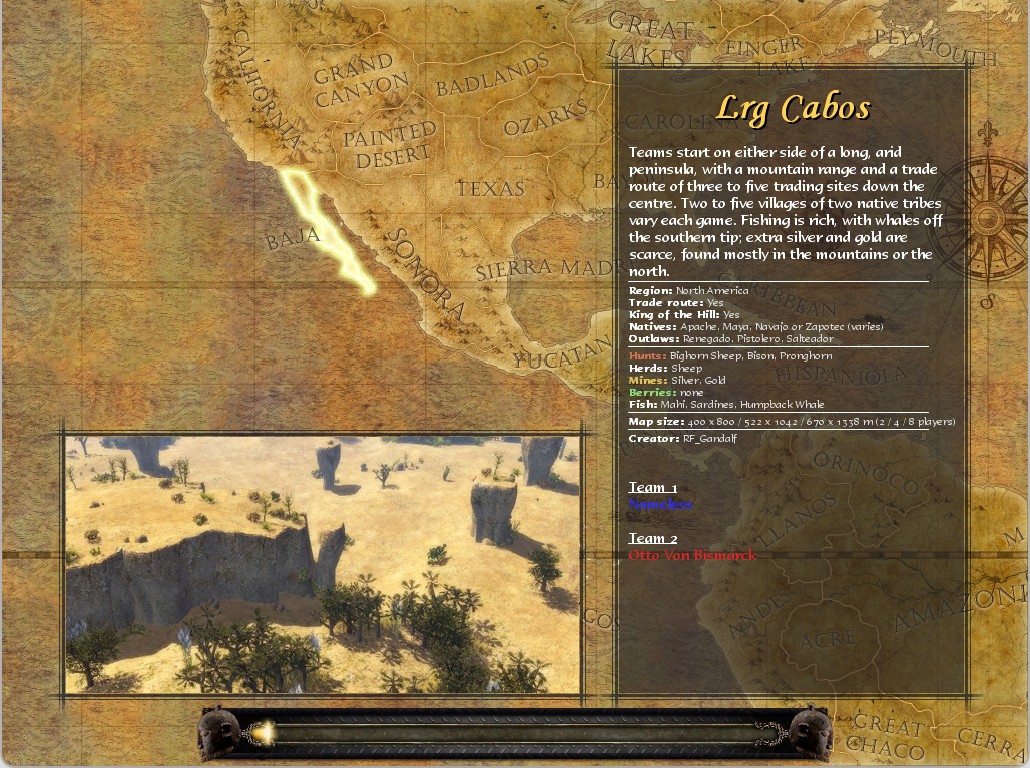 GREAT
LAKES
FINGER
LAKE
PLYMOUTH
CALIFORNIA
GRAND
CANYON
BADLANDS
PAINTED
DESERT
OZARKS
CAROLINA
TEXAS
BAJA
SONORA
SIERRA MAD
YUCATAN
Lrg Cabos
Teams start on either side of a long, arid
peninsula, with a mountain range and a trade
route of three to five trading sites down the
centre. Two to five villages of two native tribes
vary each game. Fishing is rich, with whales off
the southern tip; extra silver and gold are
scarce, found mostly in the mountains or the
north.
Region: North America
Trade route: Yes
King of the Hill: Yes
Natives: Apache, Maya, Navajo or Zapotec (varies)
Outlaws: Renegado, Pistolero, Salteador
Hunts: Bighorn Sheep, Bison, Pronghorn
Herds: Sheep
Mines: Silver, Gold
Berries: none
Fish: Mahi, Sardines, Humpback Whale
Map size: 400 x 800 / 522 x 1042 / 670 x 1338 m (2 / 4 / 8 players)
Creator: RF_Gandalf
Team 1
Nameless
Team 2
Otto Von Bismarck
HISPANIOLA
ORINOCO
LLANOS
ANDES
AMAZONI
ACRE
GREAT
CHACO
CERRA